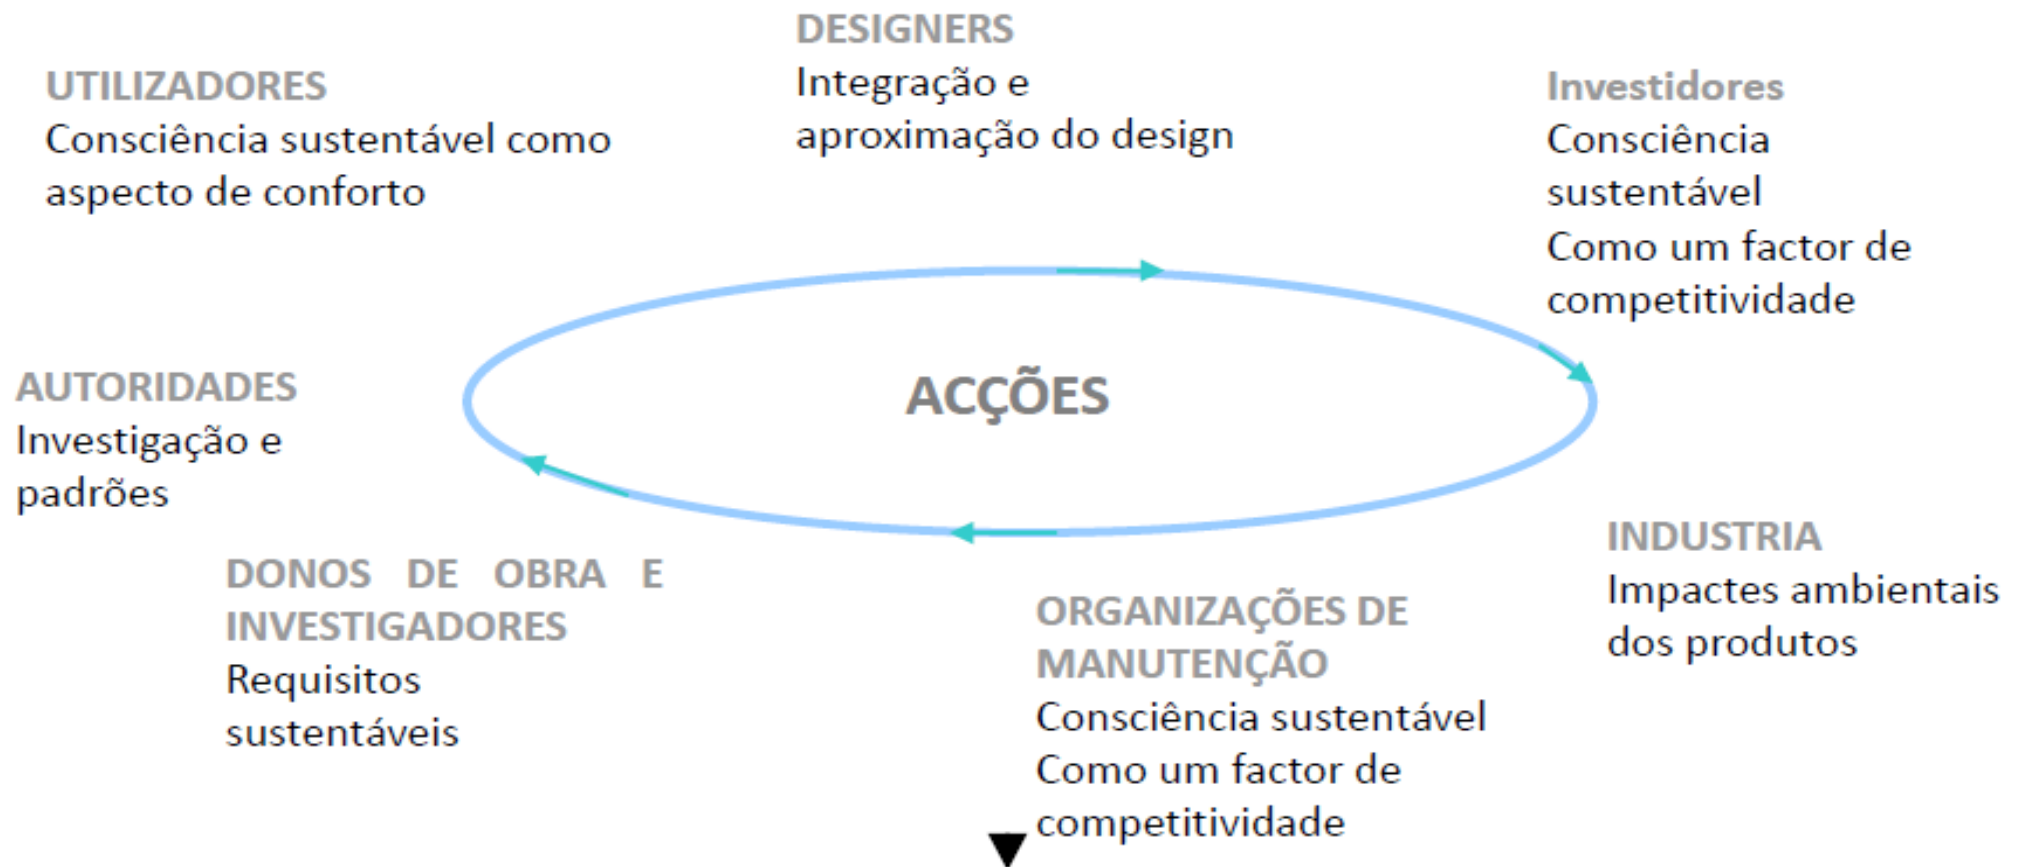 DESIGNERS
Integração e
aproximação do design
UTILIZADORES
Consciência sustentável como
aspecto de conforto
Investidores
Consciência
sustentável
Como um factor de
competitividade
ACÇÕES
AUTORIDADES
Investigação e
padrões
INDUSTRIA
Impactes ambientais
dos produtos
DONOS DE OBRA E
INVESTIGADORES
Requisitos
sustentáveis
ORGANIZAÇÕES DE
MANUTENÇÃO
Consciência sustentável
Como um factor de
competitividade